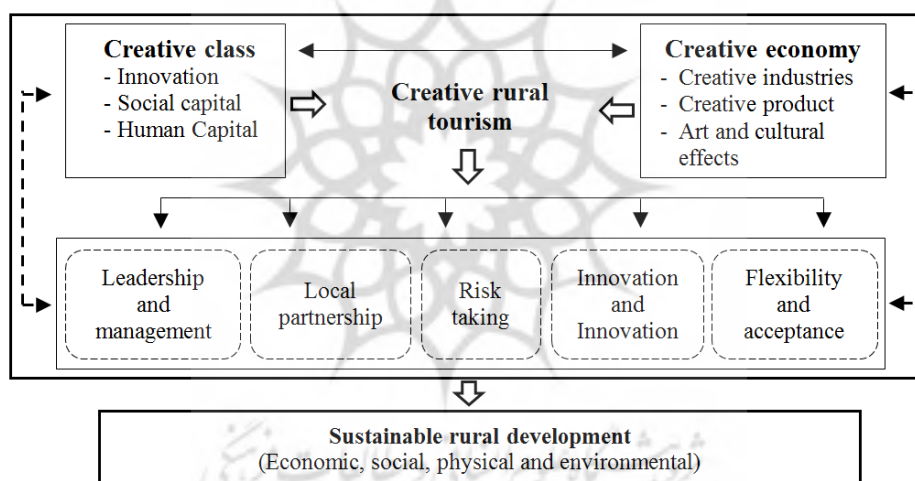 Creative class
- Innovation
- Social capital
- Human Capital
Creative rural
tourism
Creative economy
- Creative industries
- Creative product
- Art and cultural
effects
Leadership
and
management
Local
partnership
Risk
taking
Innovation
and
Innovation
Flexibility
and
acceptance
Sustainable rural development
(Economic, social, physical and environmental)